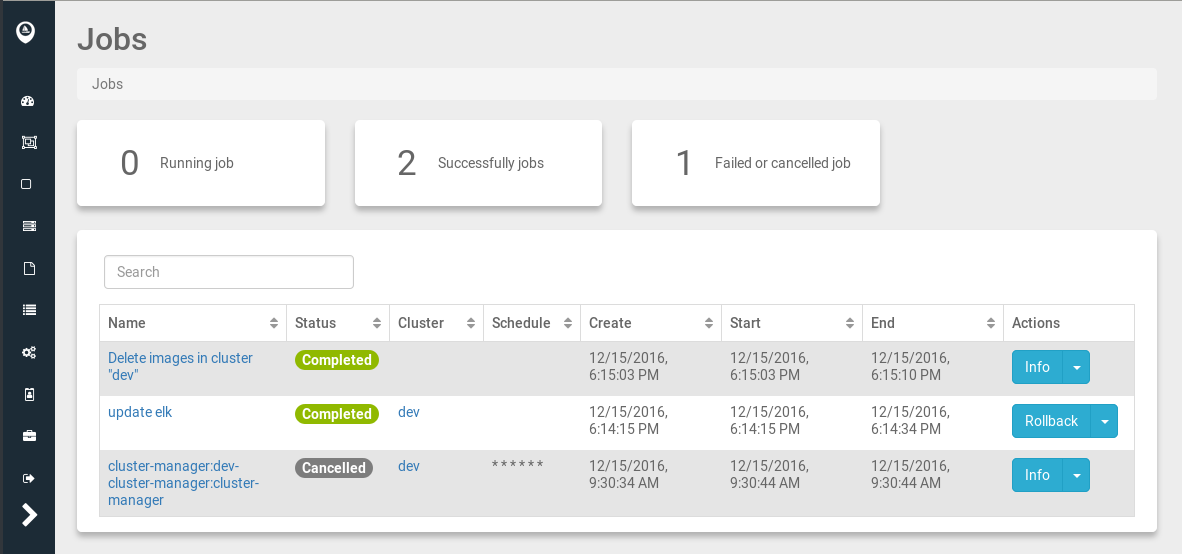 Jobs
Jobs
0 Running job
2 Successfully jobs
1 Failed or cancelled job
Search
Name Status Cluster Schedule Create Start End Actions
Delete images in cluster Completed 12/15/2016, 12/15/2016, 12/15/2016, Info
"dev" 6:15:03 PM 6:15:03 PM 6:15:10 PM
update elk Completed dev 12/15/2016, 12/15/2016, 12/15/2016, Rollback
6:14:15 PM 6:14:15 PM 6:14:34 PM
cluster-manager:dev- Cancelled dev * * * * * * 12/15/2016, 12/15/2016, 12/15/2016, Info
cluster-manager:cluster- 9:30:34 AM 9:30:44 AM 9:30:44 AM
manager